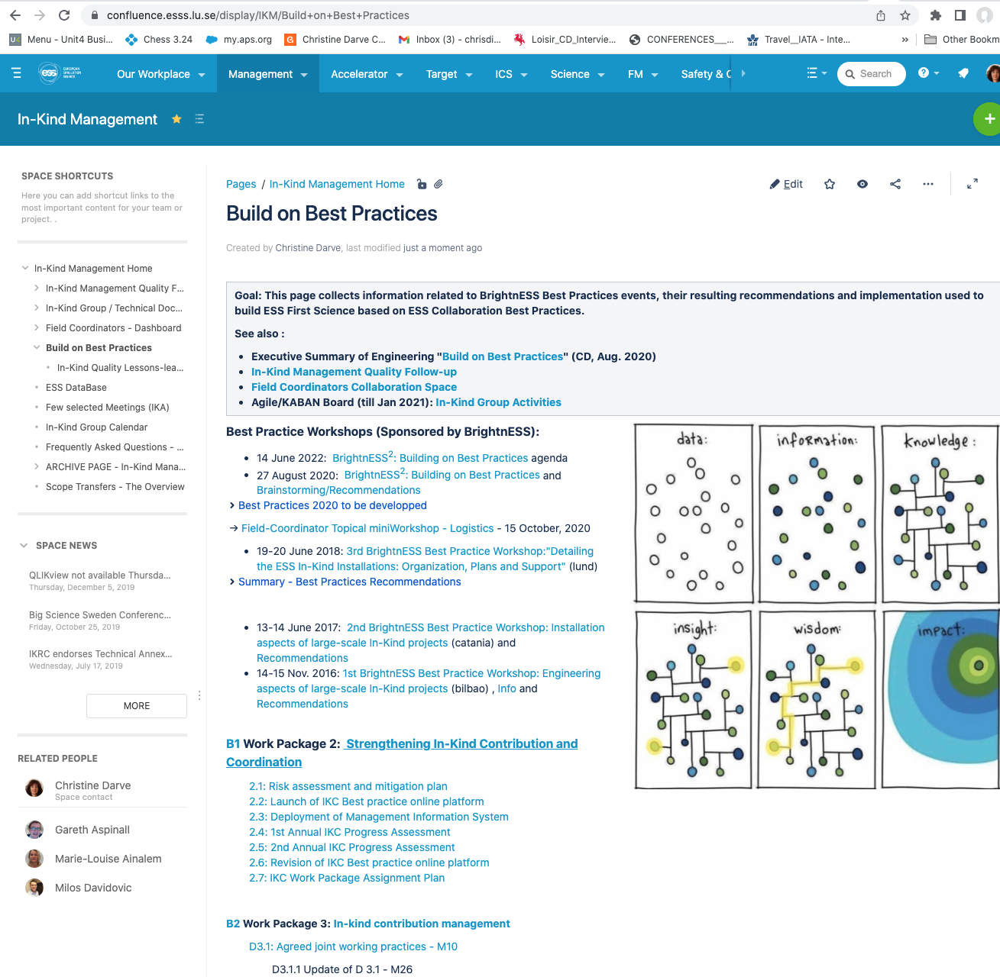 confluence.esss.lu.se/display/IKM/Build+on+Best+Practices
Menu - Unit4 Busi...
Chess 3.24
my.aps.org
Christine Darve C...
Inbox (3) - chrisdi...
Loisir_CD_Intervie...
CONFERENCES___...
Travel__IATA - Inte...
»
Other Bookm
ess EUROPEAN SPALLATION SOURCE
Our Workplace
Management
Accelerator
Target
ICS
Science
FM
Safety & C
Search
In-Kind Management
SPACE SHORTCUTS
Here you can add shortcut links to the
most important content for your team or
project. .
In-Kind Management Home
In-Kind Management Quality F...
In-Kind Group / Technical Doc...
Field Coordinators - Dashboard
Build on Best Practices
In-Kind Quality Lessons-lea...
ESS DataBase
Few selected Meetings (IKA)
In-Kind Group Calendar
Frequently Asked Questions - ...
ARCHIVE PAGE - In-Kind Mana...
Scope Transfers - The Overview
SPACE NEWS
QLIKview not available Thursda...
Thursday, December 5, 2019
Big Science Sweden Conferenc...
Friday, October 25, 2019
IKRC endorses Technical Annex...
Wednesday, July 17, 2019
MORE
RELATED PEOPLE
Christine Darve
Space contact
Gareth Aspinall
Marie-Louise Ainalem
Milos Davidovic
Pages / In-Kind Management Home
Edit
Build on Best Practices
Created by Christine Darve, last modified just a moment ago
Goal: This page collects information related to BrightnESS Best Practices events, their resulting recommendations and implementation used to
build ESS First Science based on ESS Collaboration Best Practices.
See also :
• Executive Summary of Engineering "Build on Best Practices" (CD, Aug. 2020)
• In-Kind Management Quality Follow-up
• Field Coordinators Collaboration Space
• Agile/KABAN Board (till Jan 2021): In-Kind Group Activities
Best Practice Workshops (Sponsored by BrightnESS):
• 14 June 2022: BrightnESS²: Building on Best Practices agenda
• 27 August 2020: BrightnESS²: Building on Best Practices and
Brainstorming/Recommendations
> Best Practices 2020 to be developped
→ Field-Coordinator Topical miniWorkshop - Logistics - 15 October, 2020
• 19-20 June 2018: 3rd BrightnESS Best Practice Workshop:"Detailing
the ESS In-Kind Installations: Organization, Plans and Support" (lund)
> Summary - Best Practices Recommendations
• 13-14 June 2017: 2nd BrightnESS Best Practice Workshop: Installation
aspects of large-scale In-Kind projects (catania) and
Recommendations
• 14-15 Nov. 2016: 1st BrightnESS Best Practice Workshop: Engineering
aspects of large-scale In-Kind projects (bilbao) , Info and
Recommendations
data:
information:
knowledge:
insight:
wisdom:
impact:
B1 Work Package 2: Strengthening In-Kind Contribution and
Coordination
2.1: Risk assessment and mitigation plan
2.2: Launch of IKC Best practice online platform
2.3: Deployment of Management Information System
2.4: 1st Annual IKC Progress Assessment
2.5: 2nd Annual IKC Progress Assessment
2.6: Revision of IKC Best practice online platform
2.7: IKC Work Package Assignment Plan
B2 Work Package 3: In-kind contribution management
D3.1: Agreed joint working practices - M10
D3.1.1 Update of D 3.1 - M26